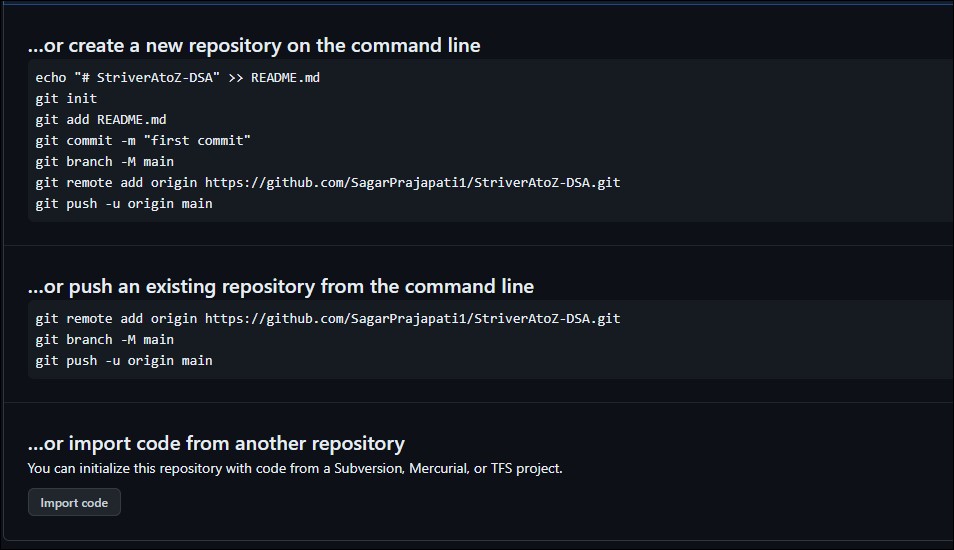 ...or create a new repository on the command line
echo "# StriverAtoZ-DSA" >> README.md
git init
git add README.md
git commit -m "first commit"
git branch -M main
git remote add origin https://github.com/SagarPrajapati1/StriverAtoZ-DSA.git
git push -u origin main
...or push an existing repository from the command line
git remote add origin https://github.com/SagarPrajapati1/StriverAtoZ-DSA.git
git branch -M main
git push -u origin main
...or import code from another repository
You can initialize this repository with code from a Subversion, Mercurial, or TFS project.
Import code